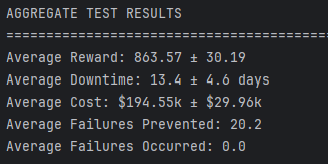 AGGREGATE TEST RESULTS
========================================
Average Reward: 863.57 ± 30.19
Average Downtime: 13.4 ± 4.6 days
Average Cost: $194.55k ± $29.96k
Average Failures Prevented: 20.2
Average Failures Occurred: 0.0